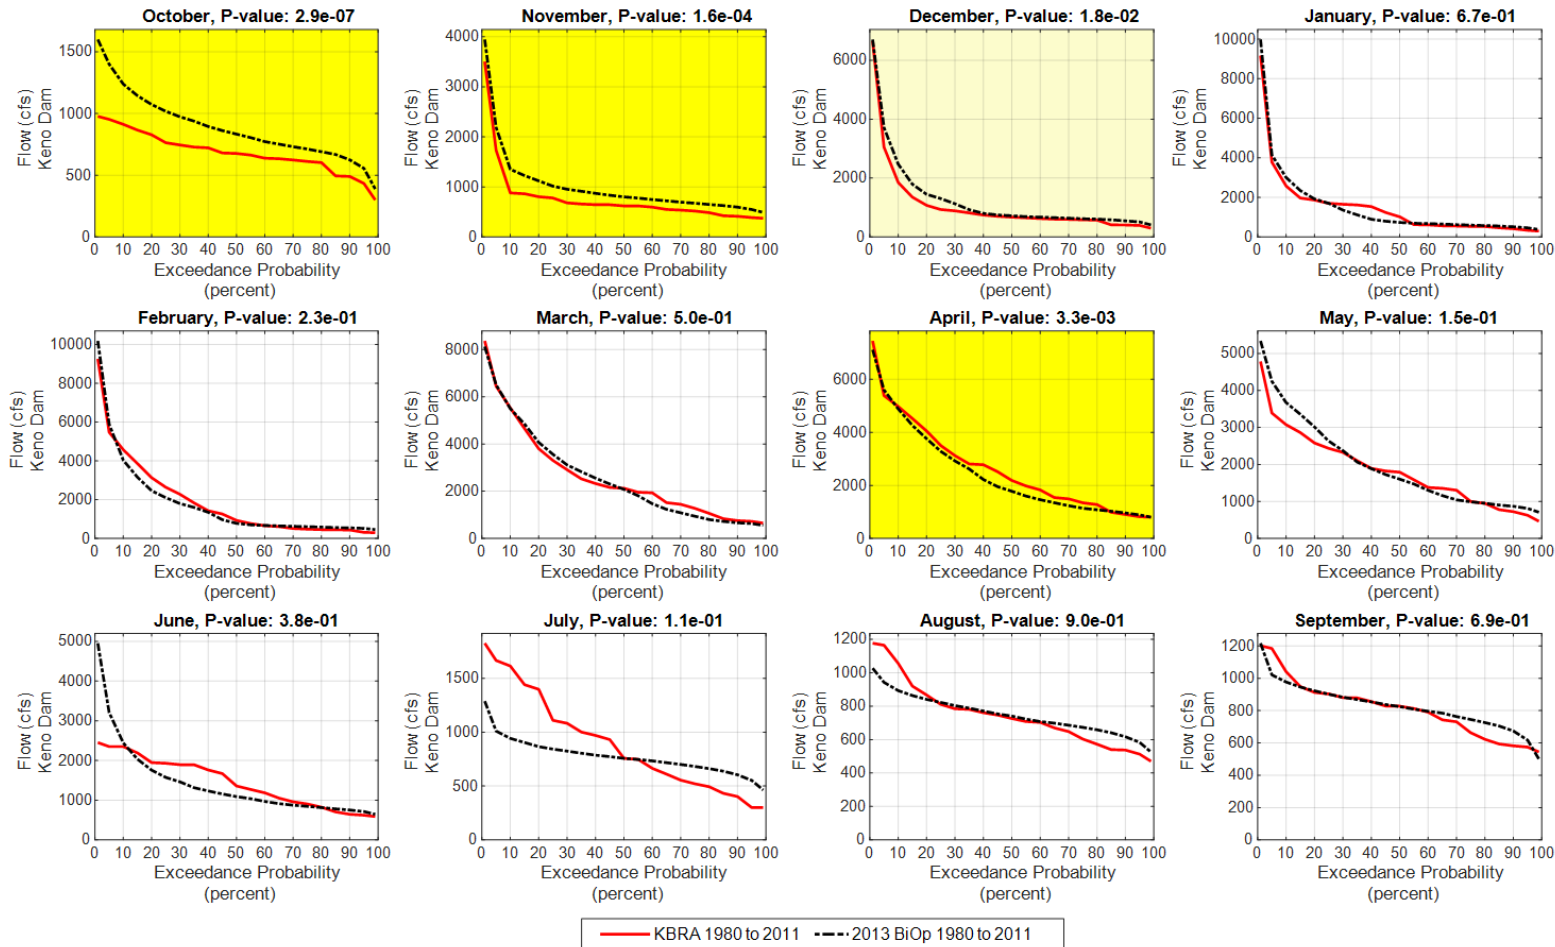 October, P-value: 2.9e-07
1500
1000
500
0
Flow (cfs)
Keno Dam
0 10 20 30 40 50 60 70 80 90 100
Exceedance Probability
(percent)
November, P-value: 1.6e-04
4000
3000
2000
1000
0
Flow (cfs)
Keno Dam
0 10 20 30 40 50 60 70 80 90 100
Exceedance Probability
(percent)
December, P-value: 1.8e-02
6000
4000
2000
0
Flow (cfs)
Keno Dam
0 10 20 30 40 50 60 70 80 90 100
Exceedance Probability
(percent)
January, P-value: 6.7e-01
10000
8000
6000
4000
2000
0
Flow (cfs)
Keno Dam
0 10 20 30 40 50 60 70 80 90 100
Exceedance Probability
(percent)
February, P-value: 2.3e-01
10000
8000
6000
4000
2000
0
Flow (cfs)
Keno Dam
0 10 20 30 40 50 60 70 80 90 100
Exceedance Probability
(percent)
March, P-value: 5.0e-01
8000
6000
4000
2000
0
Flow (cfs)
Keno Dam
0 10 20 30 40 50 60 70 80 90 100
Exceedance Probability
(percent)
April, P-value: 3.3e-03
6000
4000
2000
0
Flow (cfs)
Keno Dam
0 10 20 30 40 50 60 70 80 90 100
Exceedance Probability
(percent)
May, P-value: 1.5e-01
5000
4000
3000
2000
1000
0
Flow (cfs)
Keno Dam
0 10 20 30 40 50 60 70 80 90 100
Exceedance Probability
(percent)
June, P-value: 3.8e-01
5000
4000
3000
2000
1000
0
Flow (cfs)
Keno Dam
0 10 20 30 40 50 60 70 80 90 100
Exceedance Probability
(percent)
July, P-value: 1.1e-01
1500
1000
500
0
Flow (cfs)
Keno Dam
0 10 20 30 40 50 60 70 80 90 100
Exceedance Probability
(percent)
August, P-value: 9.0e-01
1200
1000
800
600
400
200
0
Flow (cfs)
Keno Dam
0 10 20 30 40 50 60 70 80 90 100
Exceedance Probability
(percent)
September, P-value: 6.9e-01
1200
1000
800
600
400
200
0
Flow (cfs)
Keno Dam
0 10 20 30 40 50 60 70 80 90 100
Exceedance Probability
(percent)
KBRA 1980 to 2011
2013 BiOp 1980 to 2011